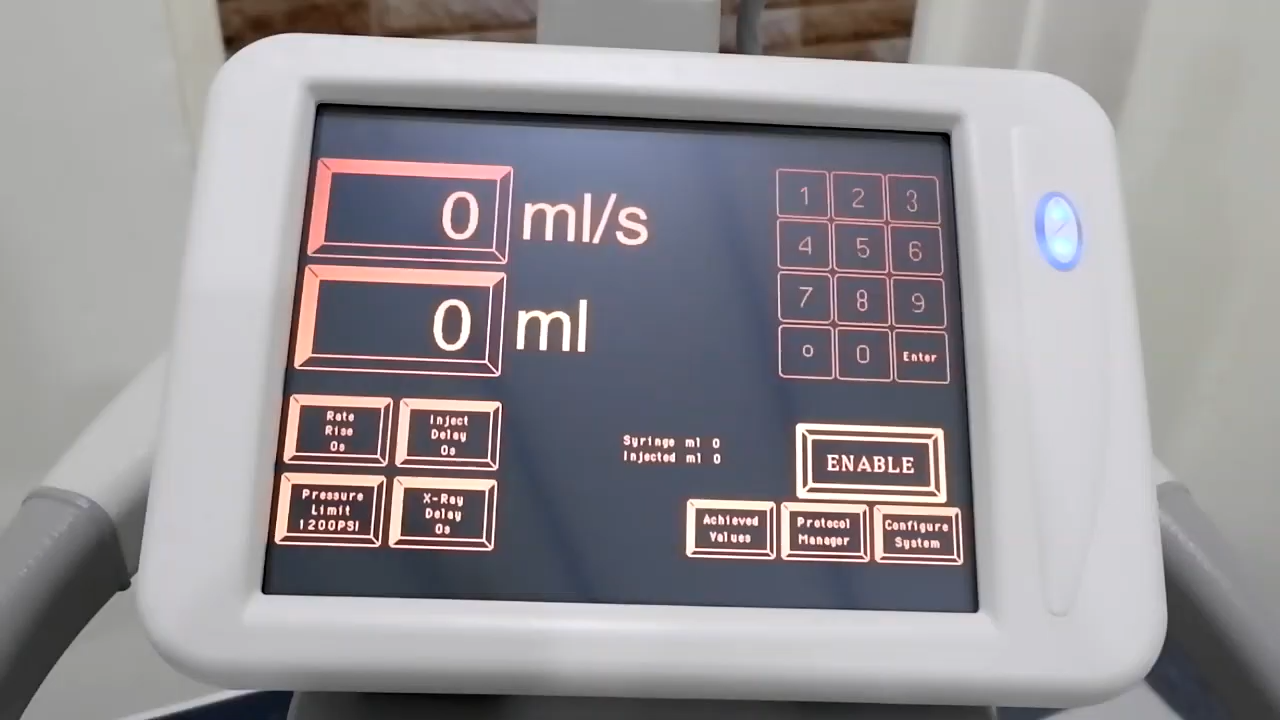 0 ml/s
0 ml
1 2 3
4 5 6
7 8 9
o 0 Enter
Rate
Rise
0s
Inject
Delay
0s
Pressure
Limit
1200PSI
X-Ray
Delay
0s
Syringe ml 0
Injected ml 0
ENABLE
Achieved
Values
Protocol
Manager
Configure
System